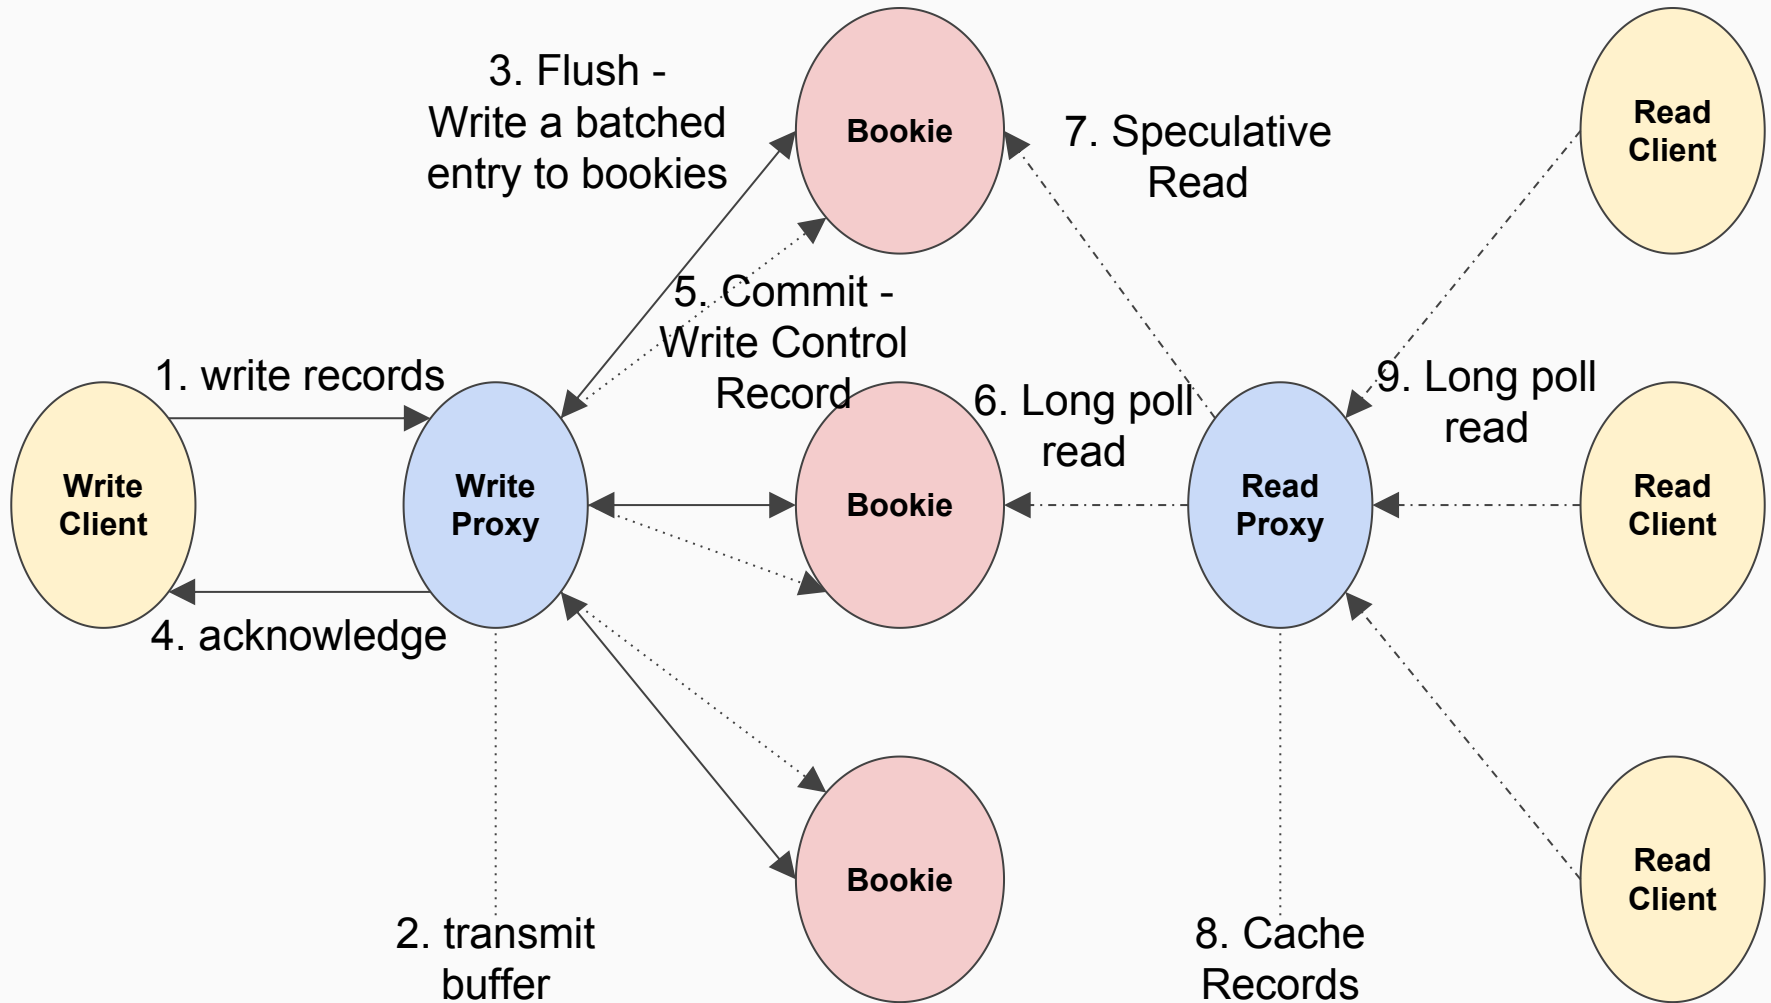 3. Flush -
Write a batched
entry to bookies
Bookie
7. Speculative
Read
Read
Client
5. Commit -
Write Control
Record
1. write records
6. Long poll
read
9. Long poll
read
Write
Client
Write
Proxy
Bookie
Read
Proxy
Read
Client
4. acknowledge
Bookie
Read
Client
2. transmit
buffer
8. Cache
Records